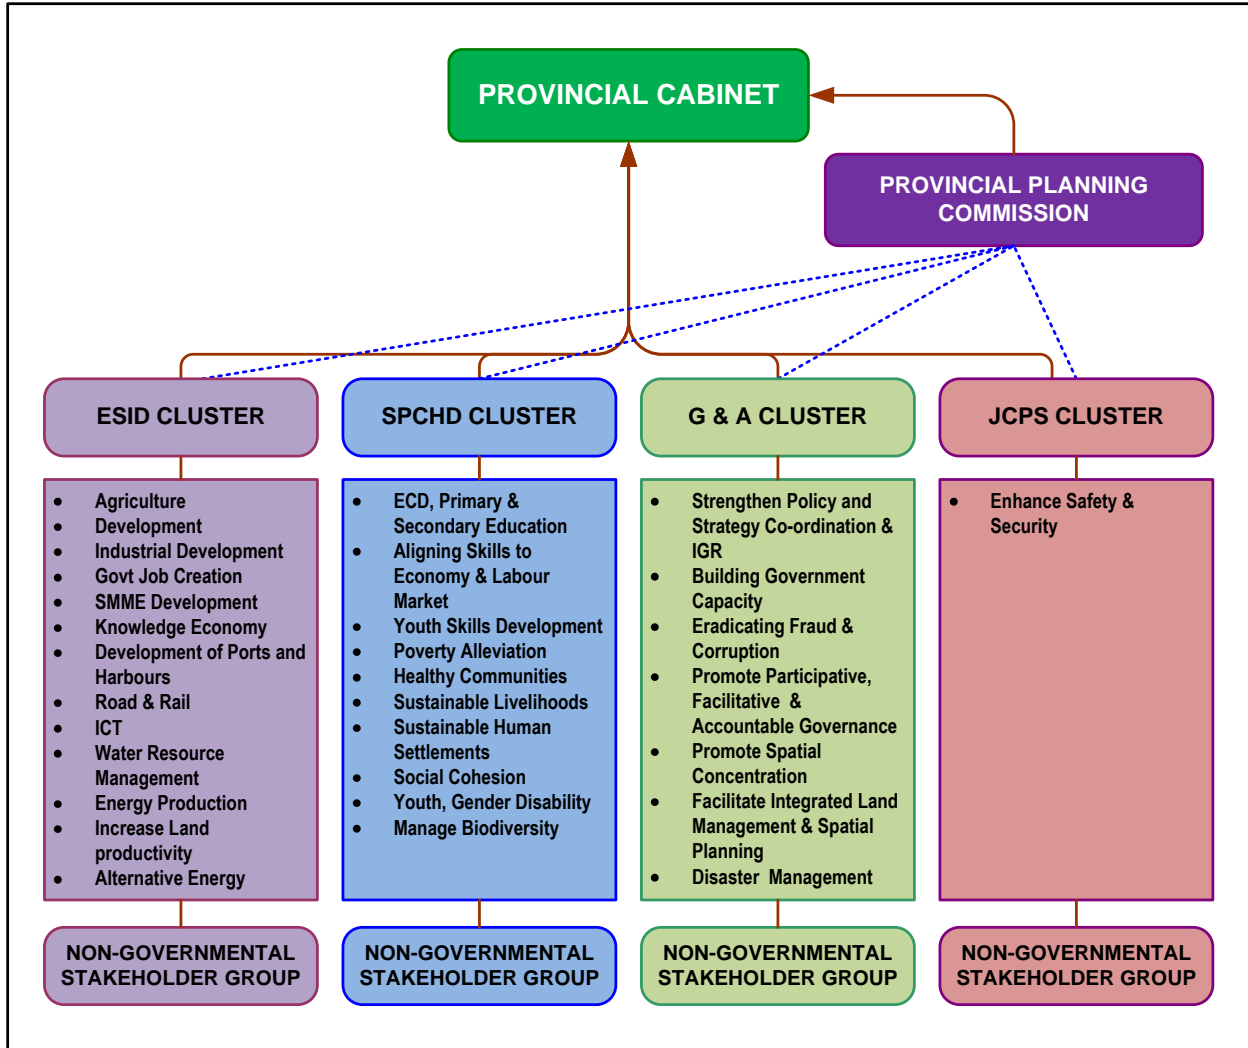 PROVINCIAL CABINET
PROVINCIAL PLANNING
COMMISSION
ESID CLUSTER
SPCHD CLUSTER
G & A CLUSTER
JCPS CLUSTER
• Agriculture
• Development
• Industrial Development
• Govt Job Creation
• SMME Development
• Knowledge Economy
• Development of Ports and
Harbours
• Road & Rail
• ICT
• Water Resource
Management
• Energy Production
• Increase Land
productivity
• Alternative Energy
• ECD, Primary &
Secondary Education
• Aligning Skills to
Economy & Labour
Market
• Youth Skills Development
• Poverty Alleviation
• Healthy Communities
• Sustainable Livelihoods
• Sustainable Human
Settlements
• Social Cohesion
• Youth, Gender Disability
• Manage Biodiversity
• Strengthen Policy and
Strategy Co-ordination &
IGR
• Building Government
Capacity
• Eradicating Fraud &
Corruption
• Promote Participative,
Facilitative &
Accountable Governance
• Promote Spatial
Concentration
• Facilitate Integrated Land
Management & Spatial
Planning
• Disaster Management
• Enhance Safety &
Security
NON-GOVERNMENTAL
STAKEHOLDER GROUP
NON-GOVERNMENTAL
STAKEHOLDER GROUP
NON-GOVERNMENTAL
STAKEHOLDER GROUP
NON-GOVERNMENTAL
STAKEHOLDER GROUP